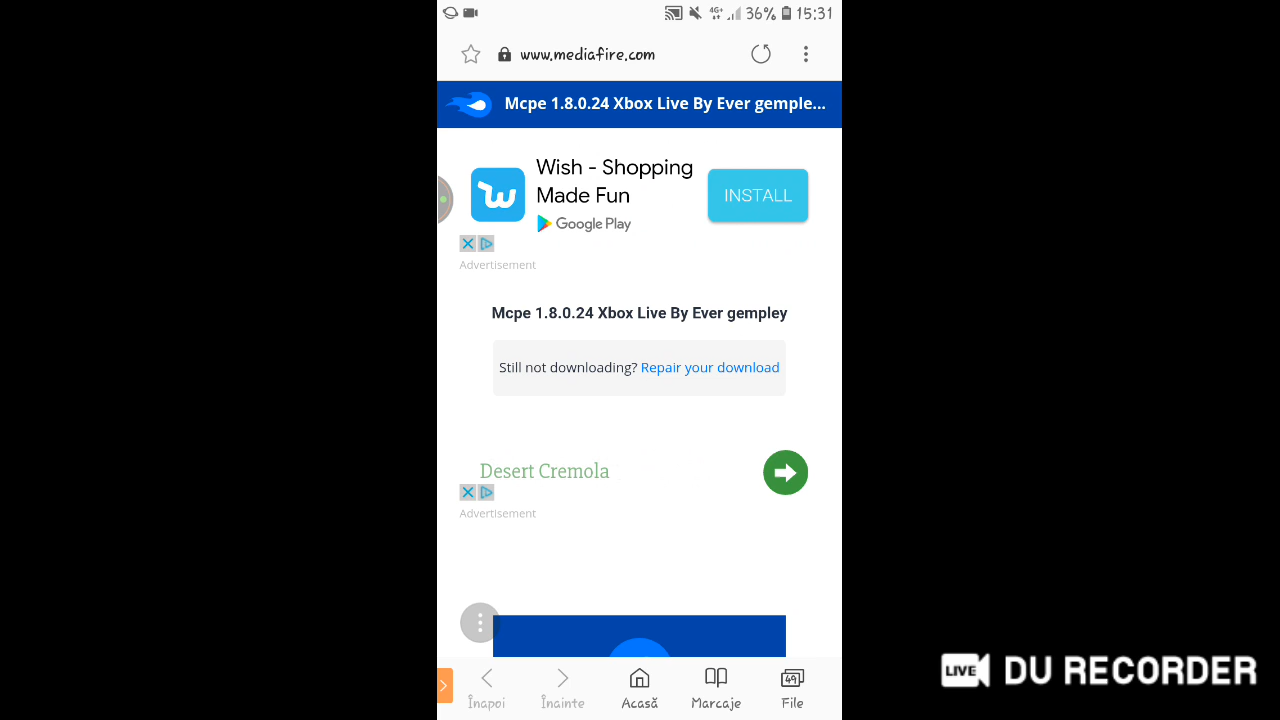 4G+ 36% 15:31
www.mediafire.com
Mcpe 1.8.0.24 Xbox Live By Ever gemple...
Wish - Shopping
Made Fun
INSTALL
Google Play
Advertisement
Mcpe 1.8.0.24 Xbox Live By Ever gempley
Still not downloading? Repair your download
Desert Cremola
Advertisement
49
Înapoi Înainte Acasă Marcaje File
LIVE DU RECORDER